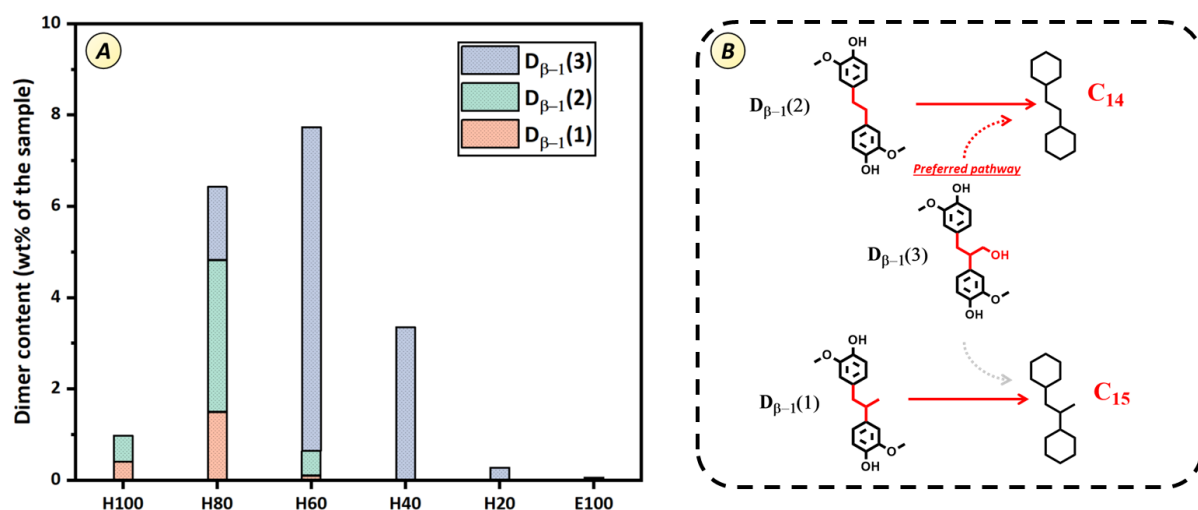 A
Dimer content (wt% of the sample)
10
8
6
4
2
0
H100 H80 H60 H40 H20 E100
Dβ–1(3)
Dβ–1(2)
Dβ–1(1)
B
OH
O
Dβ–1(2)
O
OH
C14
Preferred pathway
OH
O
Dβ–1(3)
OH
O
OH
OH
O
Dβ–1(1)
O
OH
C15